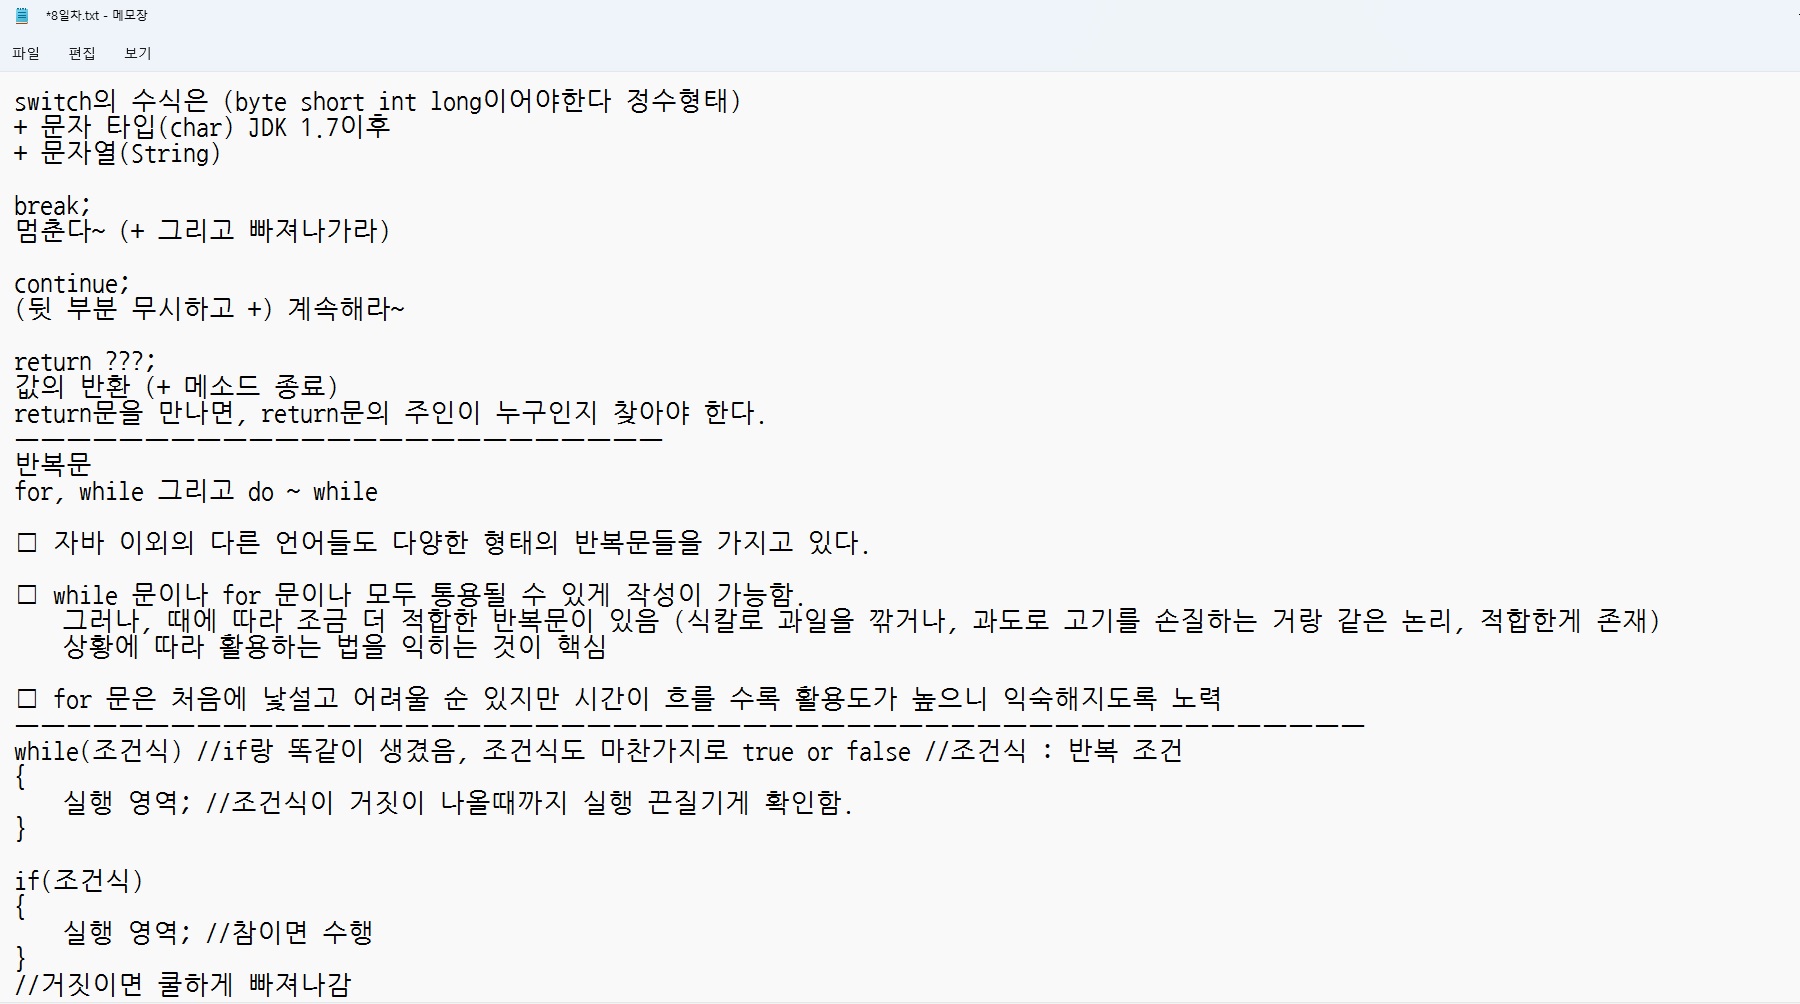 *8일차.txt - 메모장
파일 편집 보기
switch의 수식은 (byte short int long이어야한다 정수형태)
+ 문자 타입(char) JDK 1.7이후
+ 문자열(String)

break;
멈춘다~ (+ 그리고 빠져나가라)

continue;
(뒷 부분 무시하고 +) 계속해라~

return ???;
값의 반환 (+ 메소드 종료)
return문을 만나면, return문의 주인이 누구인지 찾아야 한다.
ㅡㅡㅡㅡㅡㅡㅡㅡㅡㅡㅡㅡㅡㅡㅡㅡㅡㅡㅡㅡㅡㅡㅡㅡㅡ
반복문
for, while 그리고 do ~ while

□ 자바 이외의 다른 언어들도 다양한 형태의 반복문들을 가지고 있다.

□ while 문이나 for 문이나 모두 통용될 수 있게 작성이 가능함.
그러나, 때에 따라 조금 더 적합한 반복문이 있음 (식칼로 과일을 깎거나, 과도로 고기를 손질하는 거랑 같은 논리, 적합한게 존재)
상황에 따라 활용하는 법을 익히는 것이 핵심

□ for 문은 처음에 낯설고 어려울 순 있지만 시간이 흐를 수록 활용도가 높으니 익숙해지도록 노력
ㅡㅡㅡㅡㅡㅡㅡㅡㅡㅡㅡㅡㅡㅡㅡㅡㅡㅡㅡㅡㅡㅡㅡㅡㅡㅡㅡㅡㅡㅡㅡㅡㅡㅡㅡㅡㅡㅡㅡㅡㅡㅡㅡㅡㅡㅡㅡㅡㅡㅡㅡㅡ
while(조건식) //if랑 똑같이 생겼음, 조건식도 마찬가지로 true or false //조건식 : 반복 조건
{
실행 영역; //조건식이 거짓이 나올때까지 실행 끈질기게 확인함.
}

if(조건식)
{
실행 영역; //참이면 수행
}
//거짓이면 쿨하게 빠져나감